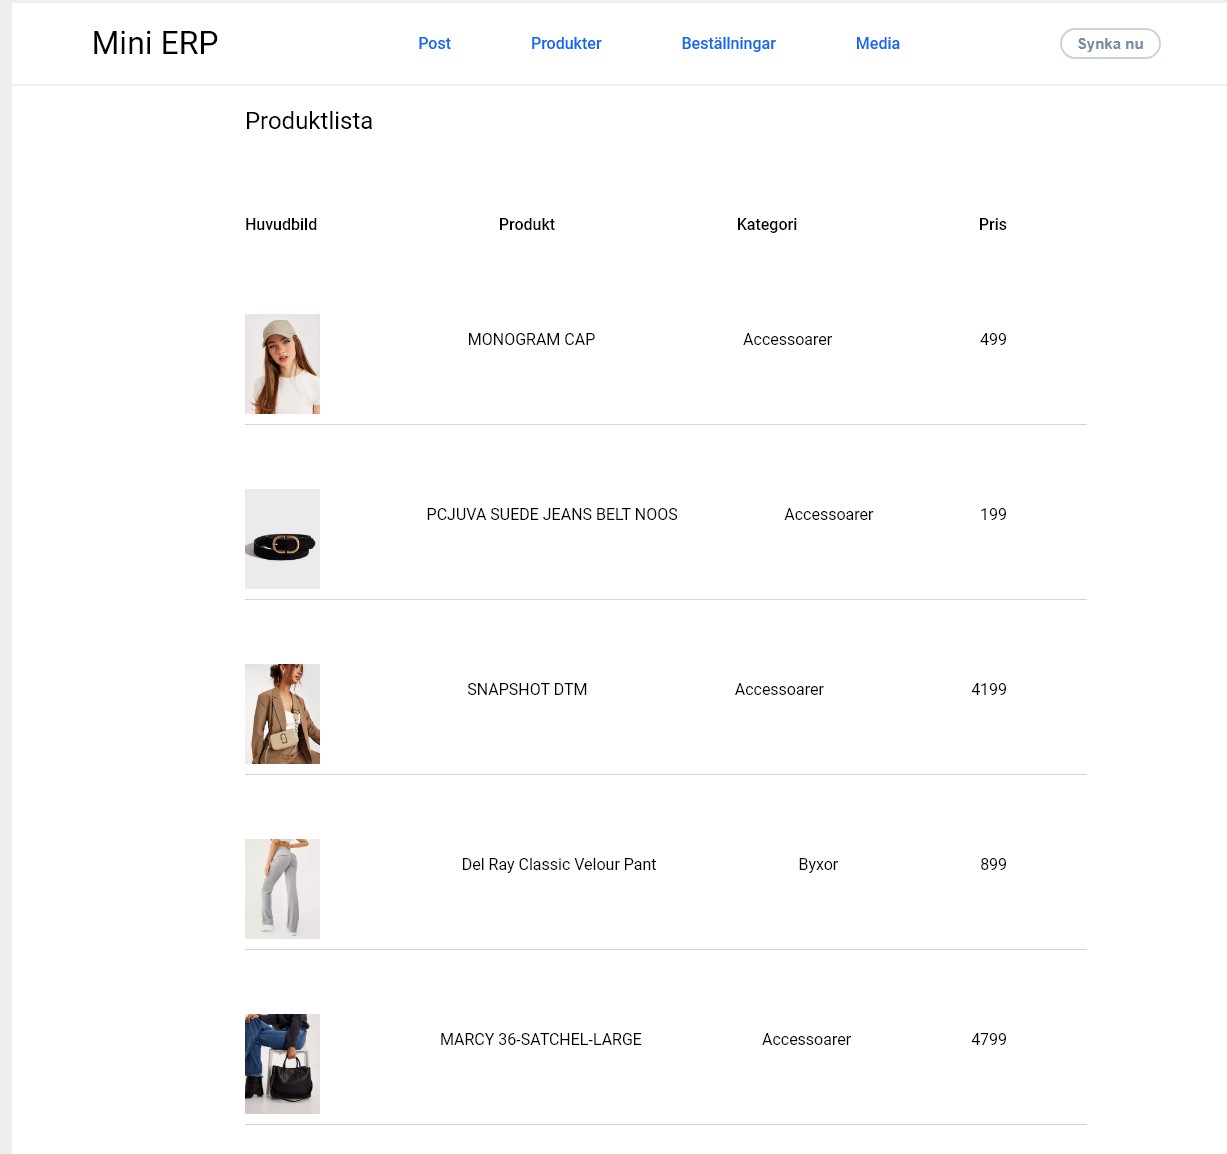 Mini ERP Post Produkter Beställningar Media Synka nu
Produktlista
Huvudbild Produkt Kategori Pris
MONOGRAM CAP Accessoarer 499
PCJUVA SUEDE JEANS BELT NOOS Accessoarer 199
SNAPSHOT DTM Accessoarer 4199
Del Ray Classic Velour Pant Byxor 899
MARCY 36-SATCHEL-LARGE Accessoarer 4799